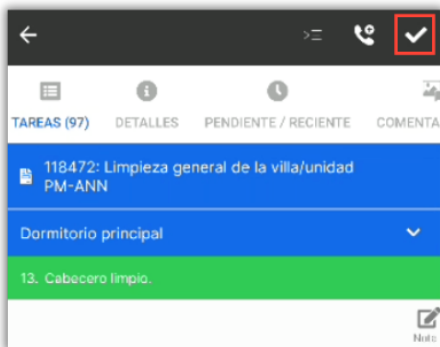 TAREAS (97) DETALLES PENDIENTE / RECIENTE COMENTA
118472: Limpieza general de la villa/unidad
PM-ANN
Dormitorio principal
13. Cabecero limpio.
Note